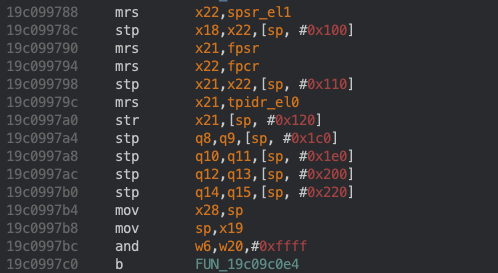 19c099788 mrs x22,spsr_el1
19c09978c stp x18,x22,[sp, #0x100]
19c099790 mrs x21,fpsr
19c099794 mrs x22,fpcr
19c099798 stp x21,x22,[sp, #0x110]
19c09979c mrs x21,tpidr_el0
19c0997a0 str x21,[sp, #0x120]
19c0997a4 stp q8,q9,[sp, #0x1c0]
19c0997a8 stp q10,q11,[sp, #0x1e0]
19c0997ac stp q12,q13,[sp, #0x200]
19c0997b0 stp q14,q15,[sp, #0x220]
19c0997b4 mov x28,sp
19c0997b8 mov sp,x19
19c0997bc and w6,w20,#0xffff
19c0997c0 b FUN_19c09c0e4